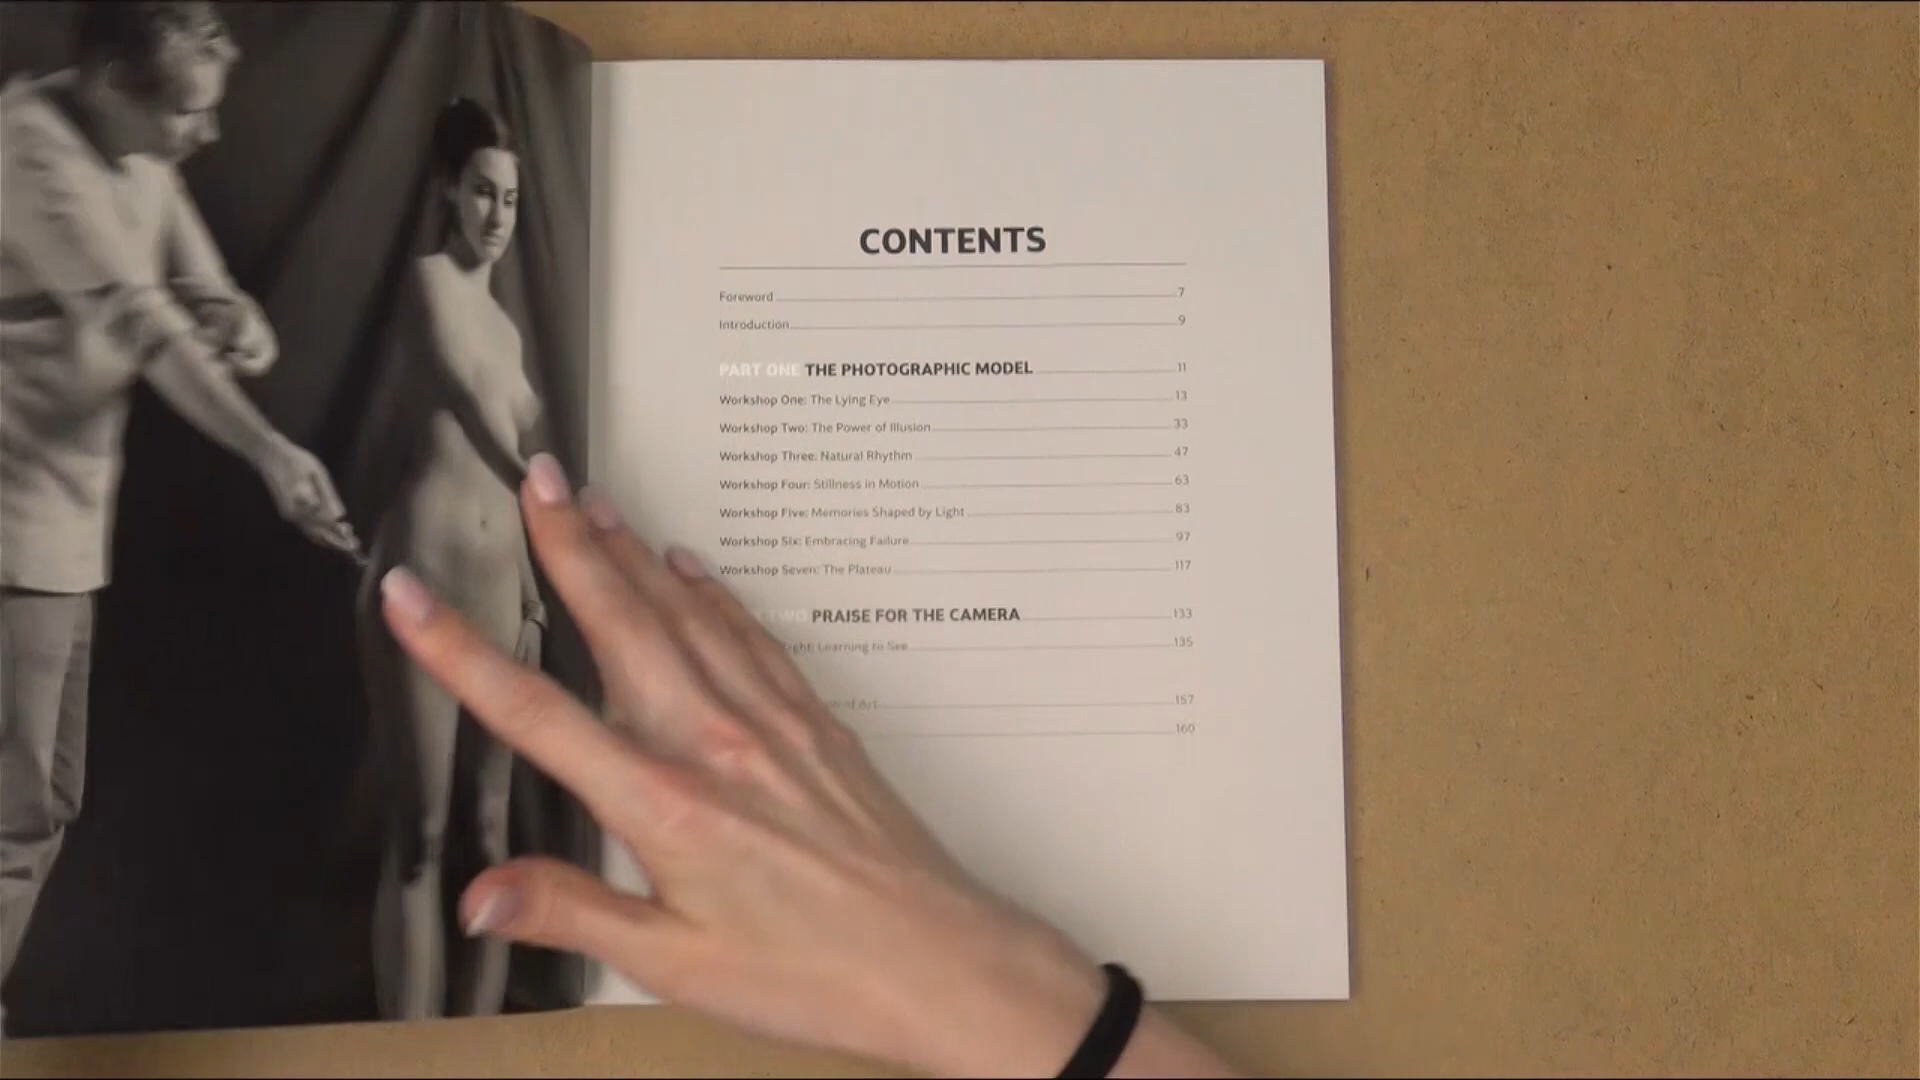 CONTENTS
Foreword 7
Introduction 9
PART ONE THE PHOTOGRAPHIC MODEL 11
Workshop One: The Lying Eye 13
Workshop Two: The Power of Illusion 33
Workshop Three: Natural Rhythm 47
Workshop Four: Stillness in Motion 63
Workshop Five: Memories Shaped by Light 83
Workshop Six: Embracing Failure 97
Workshop Seven: The Plateau 117
TWO PRAISE FOR THE CAMERA 133
Learning to See 135
of Art 157
160